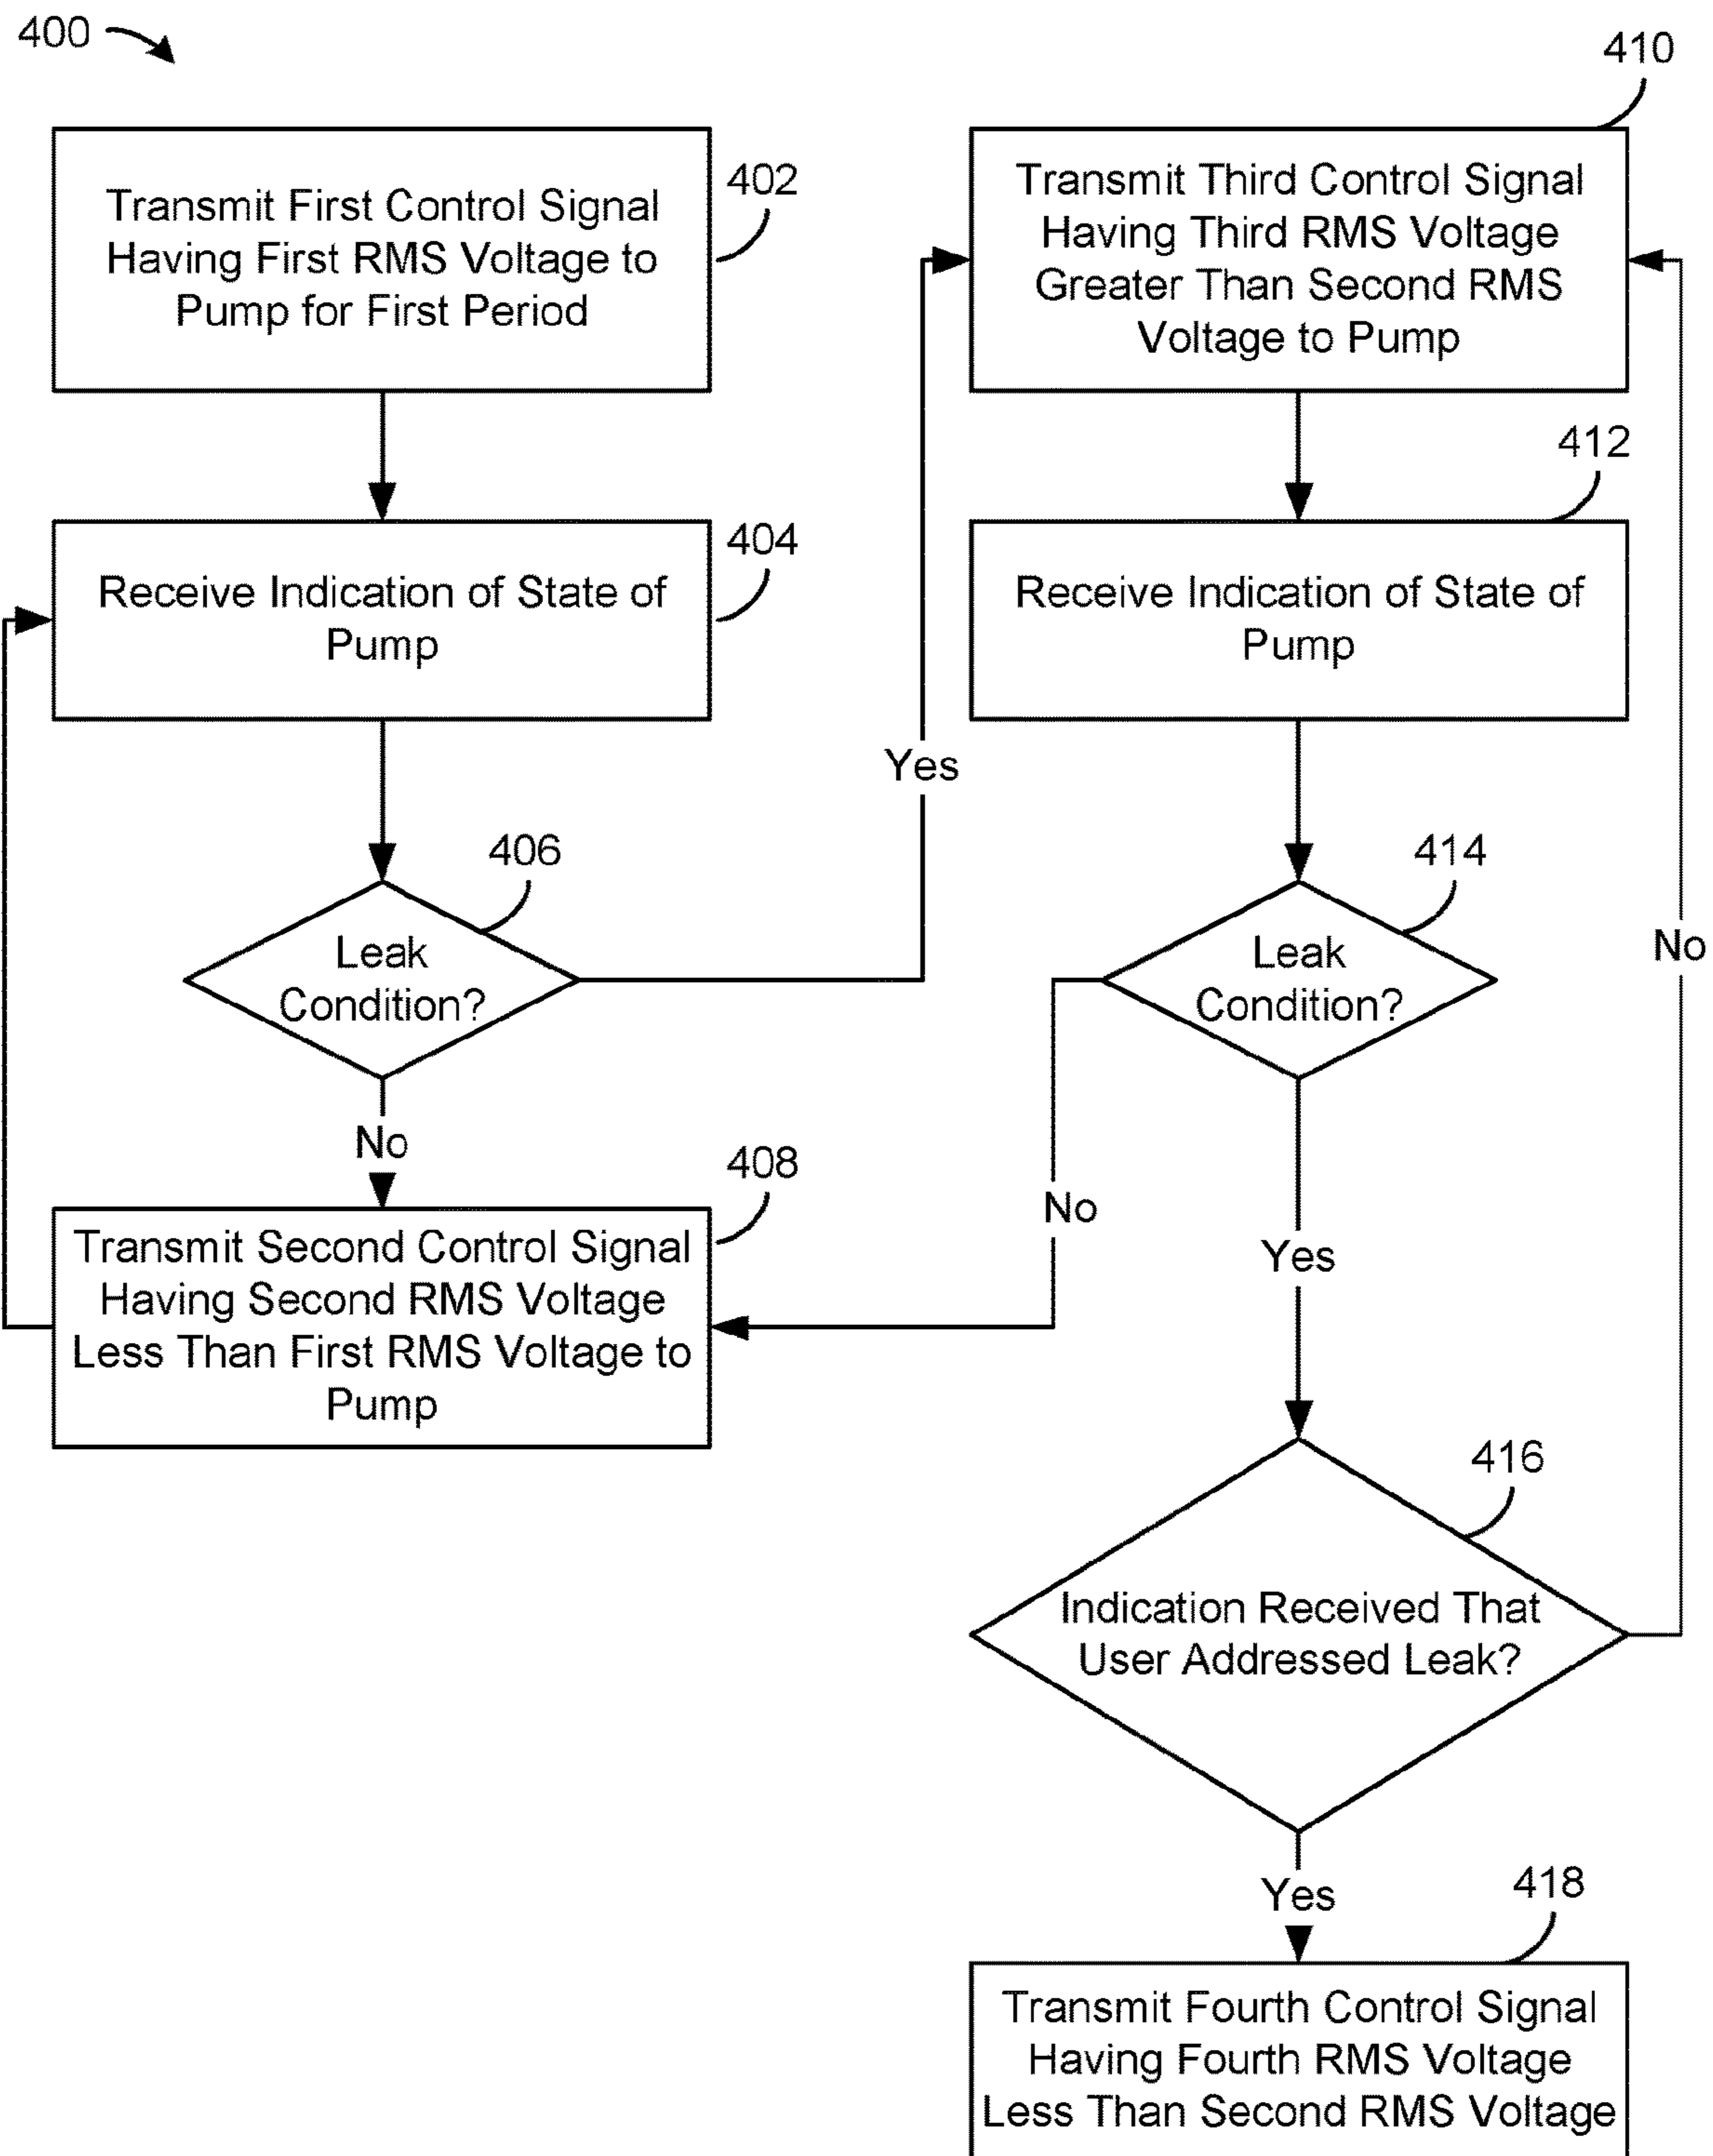 400
402
Transmit First Control Signal
Having First RMS Voltage to
Pump for First Period
404
Receive Indication of State of
Pump
406
Leak
Condition?
Yes
No
408
Transmit Second Control Signal
Having Second RMS Voltage
Less Than First RMS Voltage to
Pump
410
Transmit Third Control Signal
Having Third RMS Voltage
Greater Than Second RMS
Voltage to Pump
412
Receive Indication of State of
Pump
414
Leak
Condition?
No
Yes
416
Indication Received That
User Addressed Leak?
No
Yes
418
Transmit Fourth Control Signal
Having Fourth RMS Voltage
Less Than Second RMS Voltage